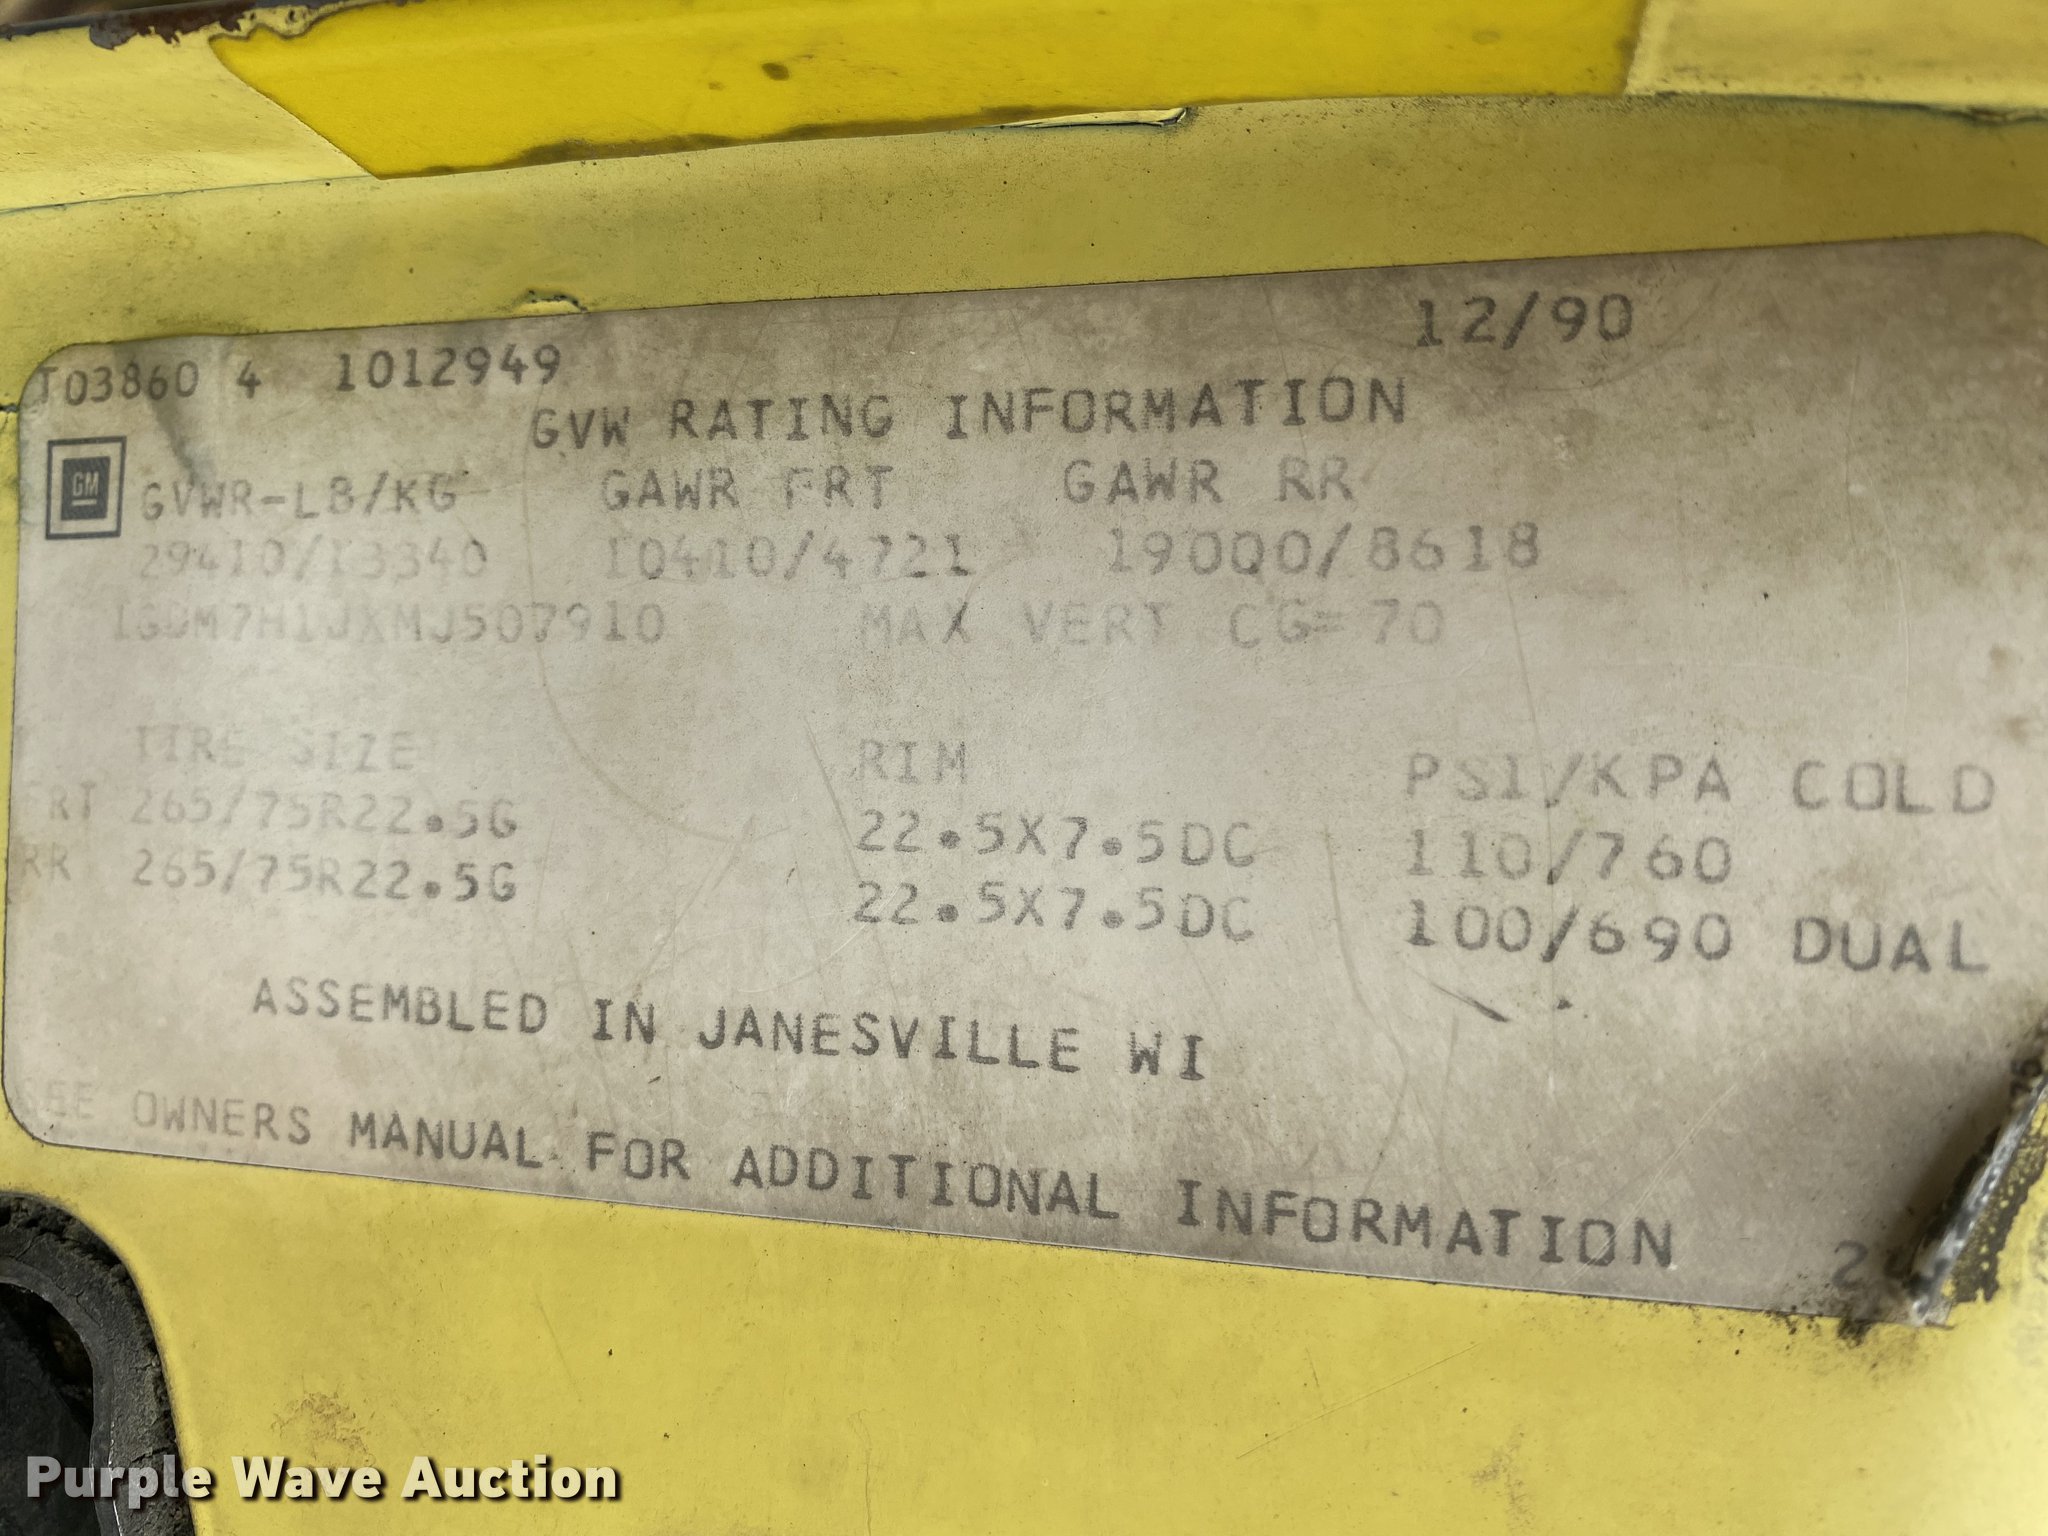 T03860 4 1012949
12/90
GVW RATING INFORMATION
GM
GVWR-LB/KG GAWR FRT GAWR RR
29410/13340 10410/4721 19000/8618
1GDM7H1JXMJ507910 MAX VERT CG=70
TIRE SIZE RIM PSI/KPA COLD
FRT 265/75R22.5G 22.5X7.5DC 110/760
RR 265/75R22.5G 22.5X7.5DC 100/690 DUAL
ASSEMBLED IN JANESVILLE WI
SEE OWNERS MANUAL FOR ADDITIONAL INFORMATION
2
Purple Wave Auction